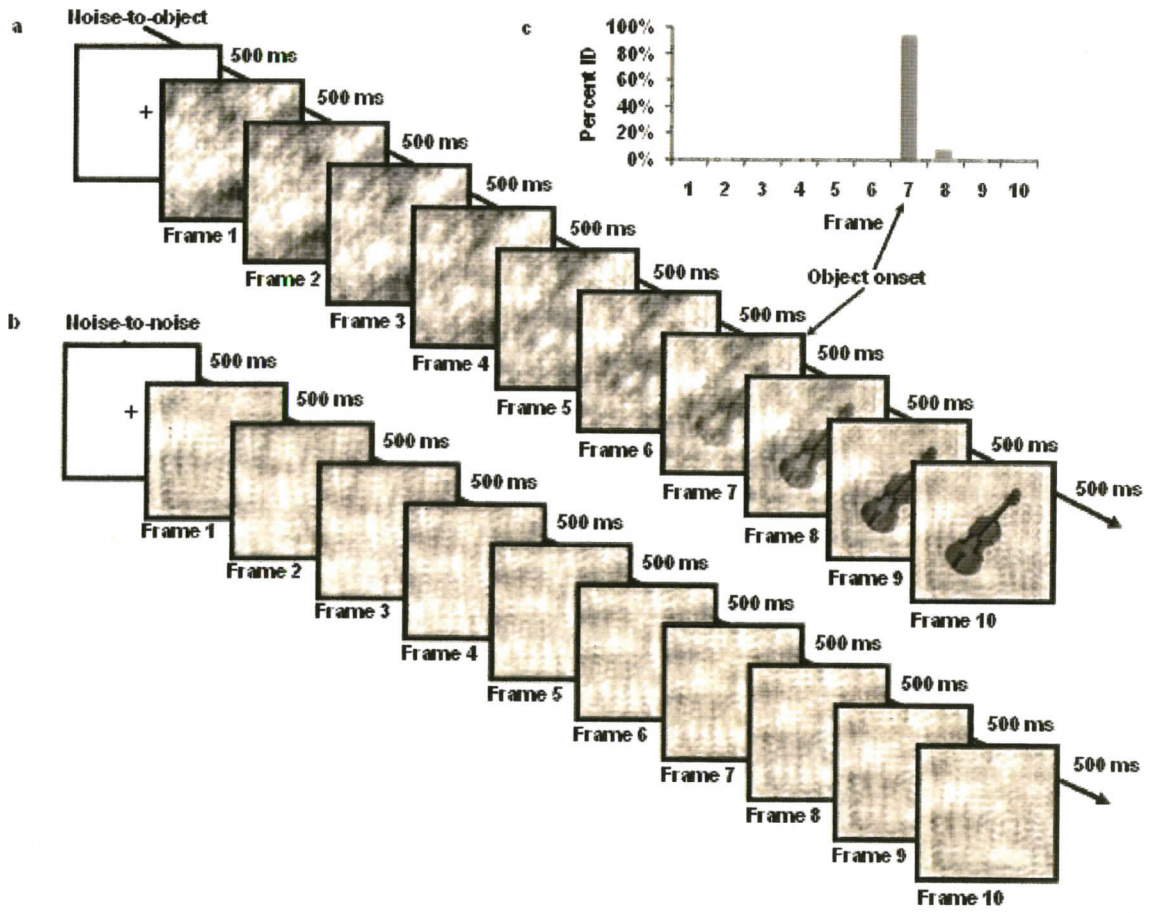 a
Noise-to-object
+
500 ms
500 ms
500 ms
500 ms
500 ms
500 ms
500 ms
500 ms
500 ms
500 ms
500 ms
Frame 1
Frame 2
Frame 3
Frame 4
Frame 5
Frame 6
Frame 7
Frame 8
Frame 9
Frame 10
b
Noise-to-noise
+
500 ms
500 ms
500 ms
500 ms
500 ms
500 ms
500 ms
500 ms
500 ms
500 ms
500 ms
Frame 1
Frame 2
Frame 3
Frame 4
Frame 5
Frame 6
Frame 7
Frame 8
Frame 9
Frame 10
c
Percent ID
100%
80%
60%
40%
20%
0%
1 2 3 4 5 6 7 8 9 10
Frame
Object onset